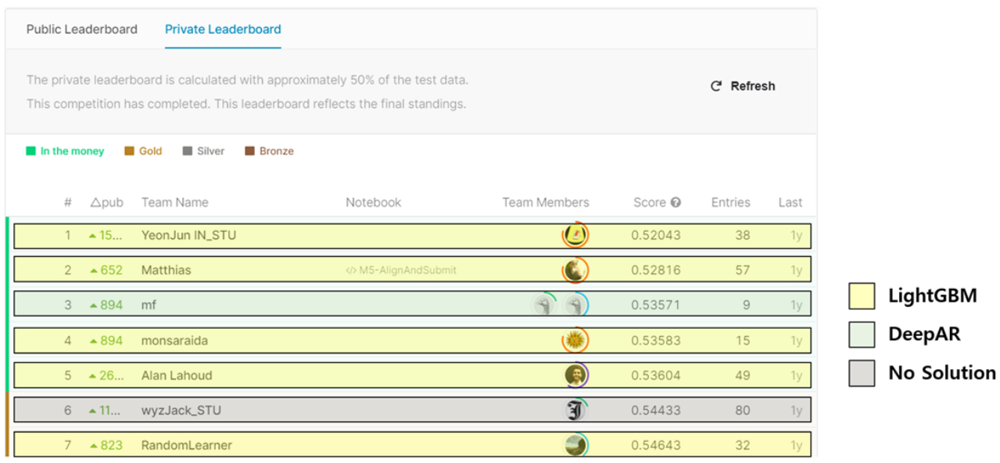 Public Leaderboard Private Leaderboard
The private leaderboard is calculated with approximately 50% of the test data.
This competition has completed. This leaderboard reflects the final standings.
Refresh
In the money Gold Silver Bronze
# △pub Team Name Notebook Team Members Score Entries Last
1 15... YeonJun IN_STU 0.52043 38 1y
2 652 Matthias </> M5-AlignAndSubmit 0.52816 57 1y
3 894 mf 0.53571 9 1y
4 894 monsaraida 0.53583 15 1y
5 26... Alan Lahoud 0.53604 49 1y
6 11... wyzJack_STU 0.54433 80 1y
7 823 RandomLearner 0.54643 32 1y
LightGBM
DeepAR
No Solution